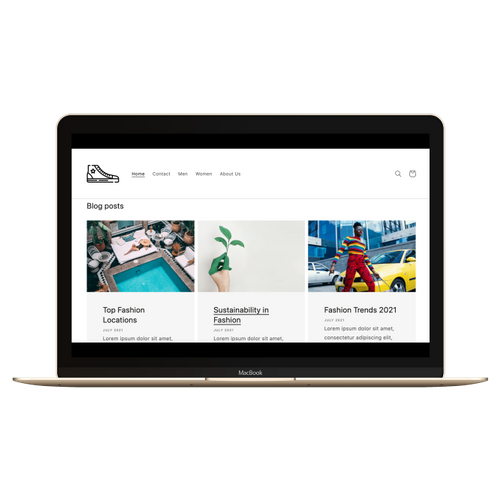 Home Contact Men Women About Us
Blog posts
Top Fashion
Locations
JULY 2021
Lorem ipsum dolor sit amet,
Sustainability in
Fashion
JULY 2021
Lorem ipsum dolor sit amet,
Fashion Trends 2021
JULY 2021
Lorem ipsum dolor sit amet,
consectetur adipiscing elit,
MacBook